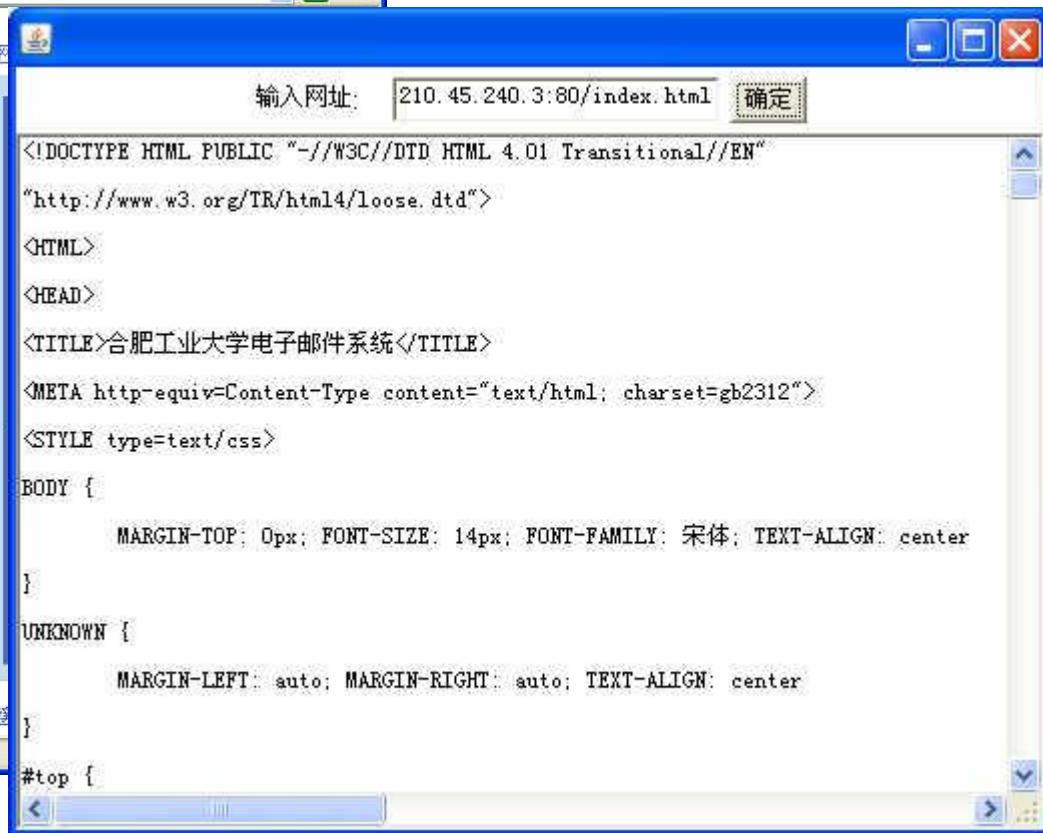 输入网址: 210.45.240.3:80/index.html 确定
<!DOCTYPE HTML PUBLIC "-//W3C//DTD HTML 4.01 Transitional//EN"
"http://www.w3.org/TR/html4/loose.dtd">
<HTML>
<HEAD>
<TITLE>合肥工业大学电子邮件系统</TITLE>
<META http-equiv=Content-Type content="text/html; charset=gb2312">
<STYLE type=text/css>
BODY {
MARGIN-TOP: 0px; FONT-SIZE: 14px; FONT-FAMILY: 宋体; TEXT-ALIGN: center
}
UNKNOWN {
MARGIN-LEFT: auto; MARGIN-RIGHT: auto; TEXT-ALIGN: center
}
#top {